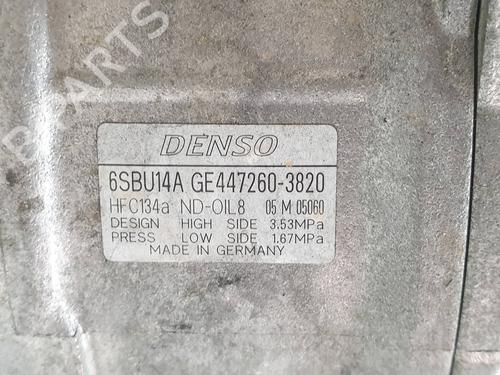 DENSO
6SBU14A GE447260-3820
HFC134a ND-OIL8 05 M 05060
DESIGN HIGH SIDE 3.53MPa
PRESS LOW SIDE 1.67MPa
MADE IN GERMANY
PARTS